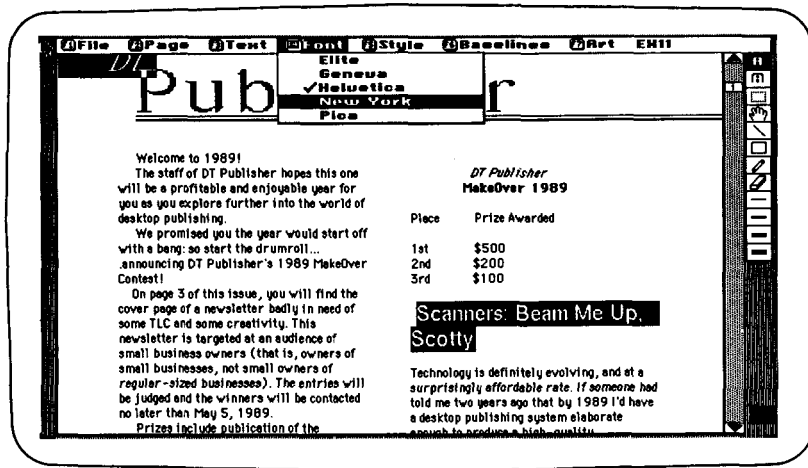 File Page Text Font Style Baselines Art EX11
Elite
Geneva
✓Helvetica
New York
Pica
DT
Pub r
Welcome to 1989!
The staff of DT Publisher hopes this one
will be a profitable and enjoyable year for
you as you explore further into the world of
desktop publishing.
We promised you the year would start off
with a bang: so start the drumroll...
.announcing DT Publisher's 1989 MakeOver
Contest!
On page 3 of this issue, you will find the
cover page of a newsletter badly in need of
some TLC and some creativity. This
newsletter is targeted at an audience of
small business owners (that is, owners of
small businesses, not small owners of
regular-sized businesses). The entries will
be judged and the winners will be contacted
no later than May 5, 1989.
Prizes include publication of the
DT Publisher
MakeOver 1989
Place Prize Awarded
1st $500
2nd $200
3rd $100
Scanners: Beam Me Up,
Scotty
Technology is definitely evolving, and at a
surprisingly affordable rate. If someone had
told me two years ago that by 1989 I'd have
a desktop publishing system elaborate
enough to produce a high-quality